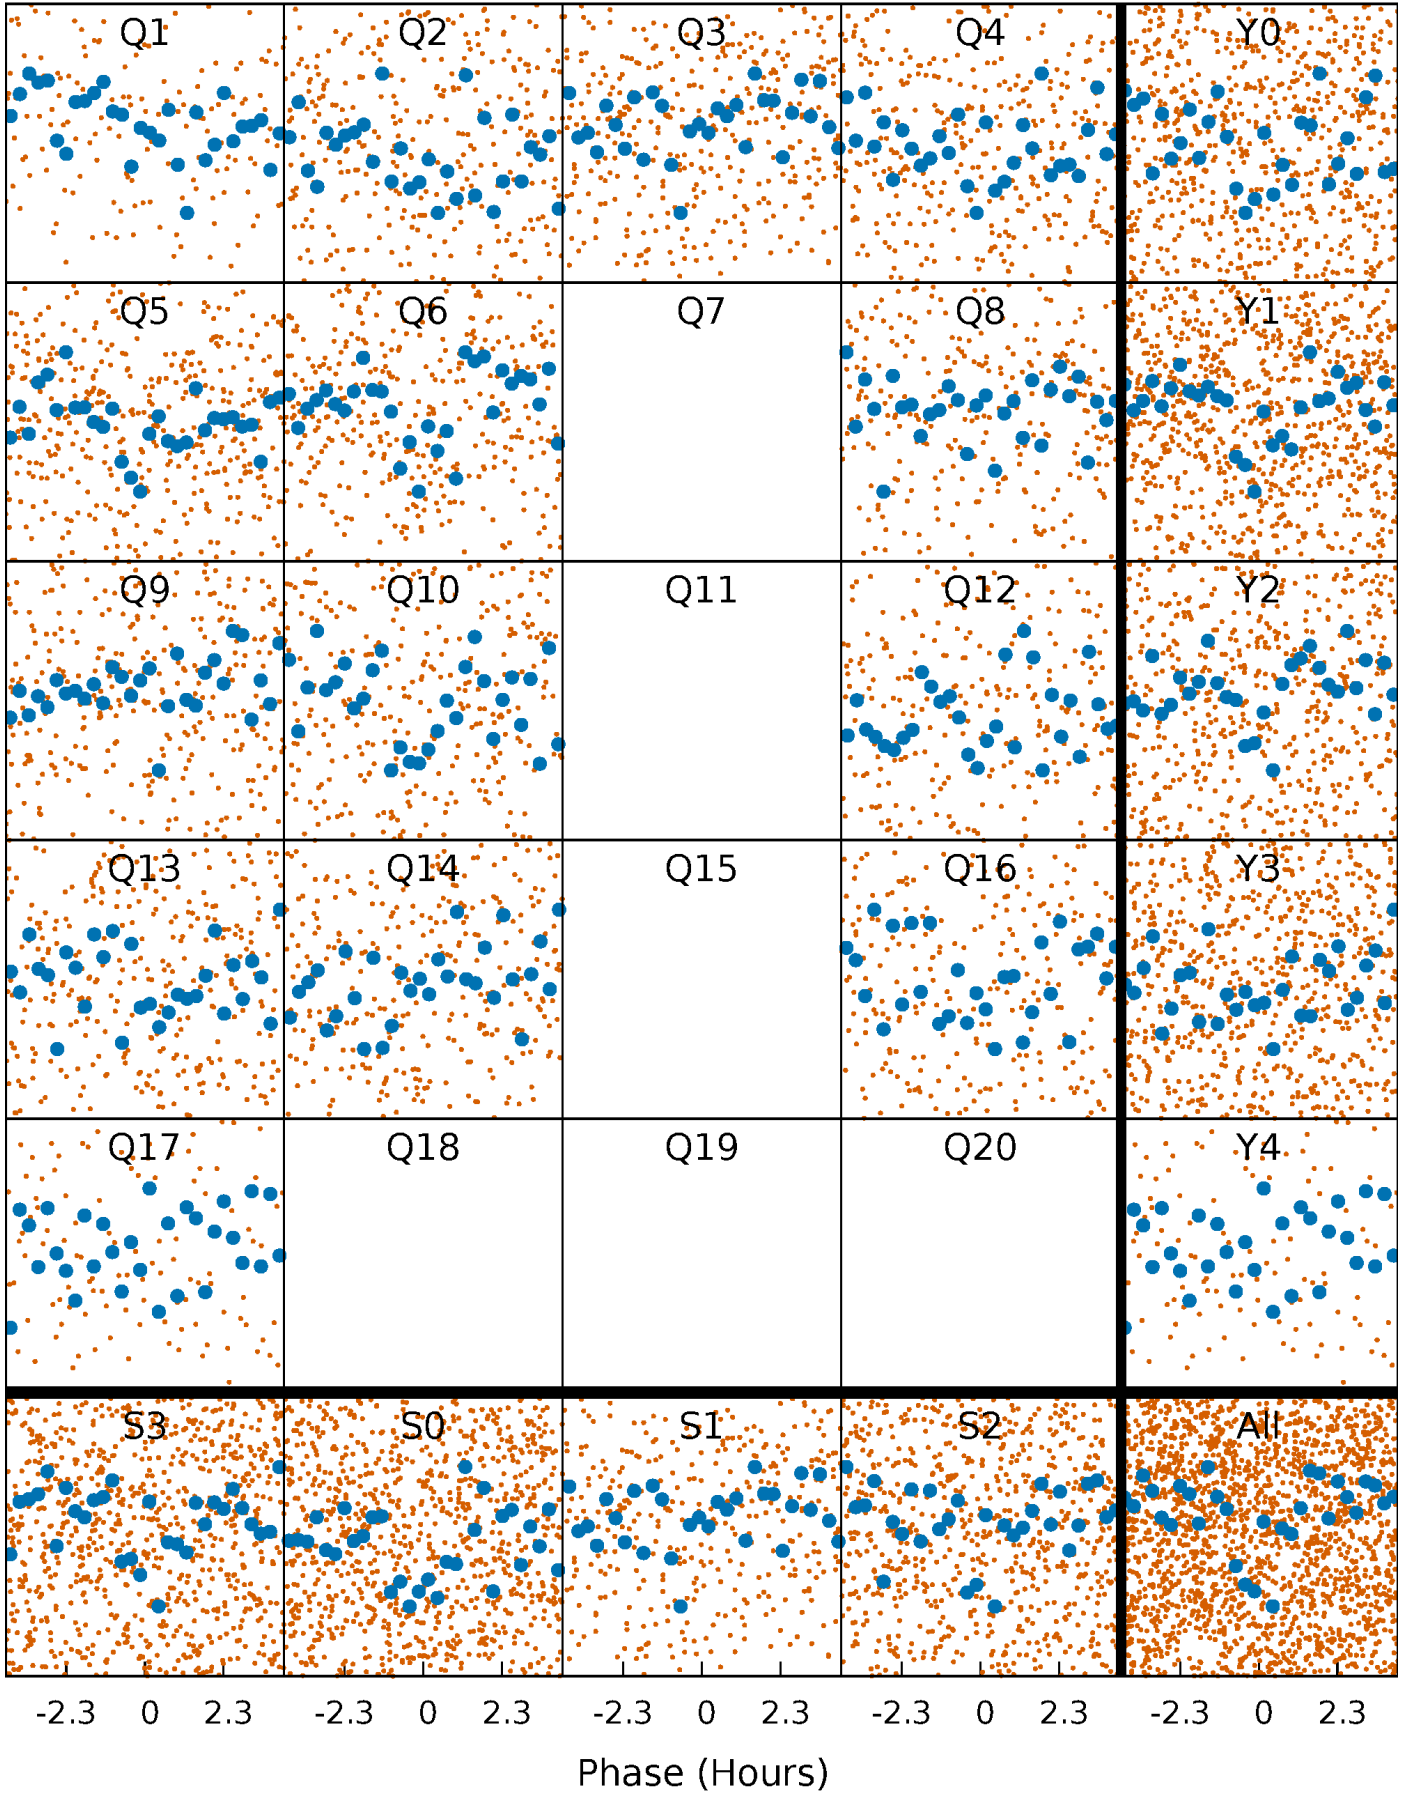 Q1 Q2 Q3 Q4 Y0
Q5 Q6 Q7 Q8 Y1
Q9 Q10 Q11 Q12 Y2
Q13 Q14 Q15 Q16 Y3
Q17 Q18 Q19 Q20 Y4
S3 S0 S1 S2 All
-2.3 0 2.3 -2.3 0 2.3 -2.3 0 2.3 -2.3 0 2.3 -2.3 0 2.3
Phase (Hours)